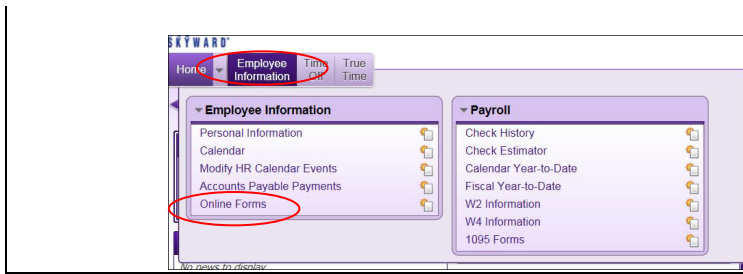 SKYWARD
Home
Employee Information
Time Off
True Time
Employee Information
Personal Information
Calendar
Modify HR Calendar Events
Accounts Payable Payments
Online Forms
Payroll
Check History
Check Estimator
Calendar Year-to-Date
Fiscal Year-to-Date
W2 Information
W4 Information
1095 Forms
No news to display